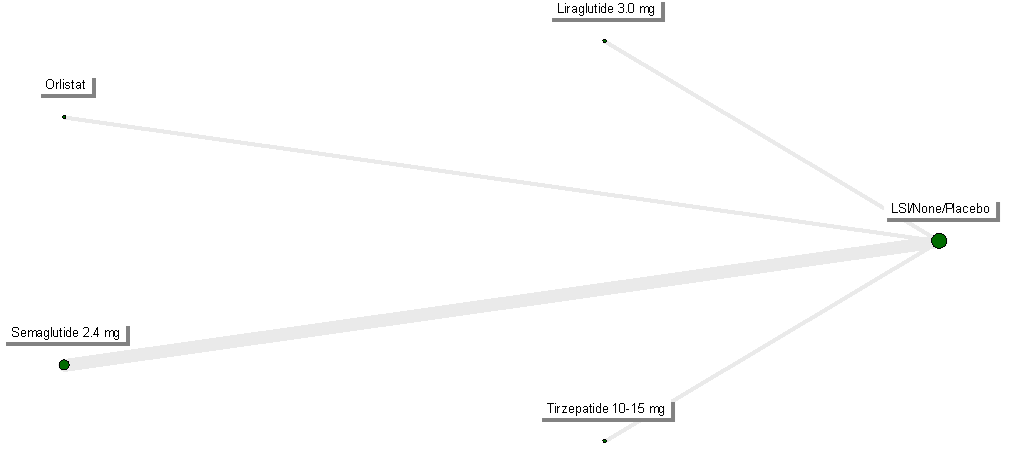 Liraglutide 3.0 mg
Orlistat
LSI/None/Placebo
Semaglutide 2.4 mg
Tirzepatide 10-15 mg